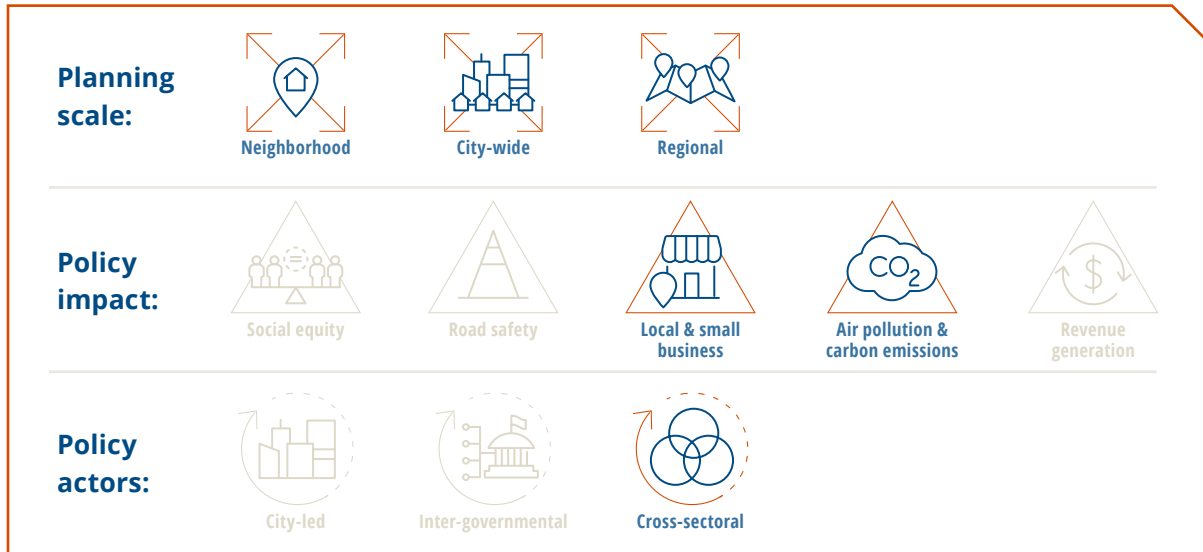 Planning
scale:
Neighborhood
City-wide
Regional
Policy
impact:
Social equity
Road safety
Local & small
business
CO2
Air pollution &
carbon emissions
$
Revenue
generation
Policy
actors:
City-led
Inter-governmental
Cross-sectoral